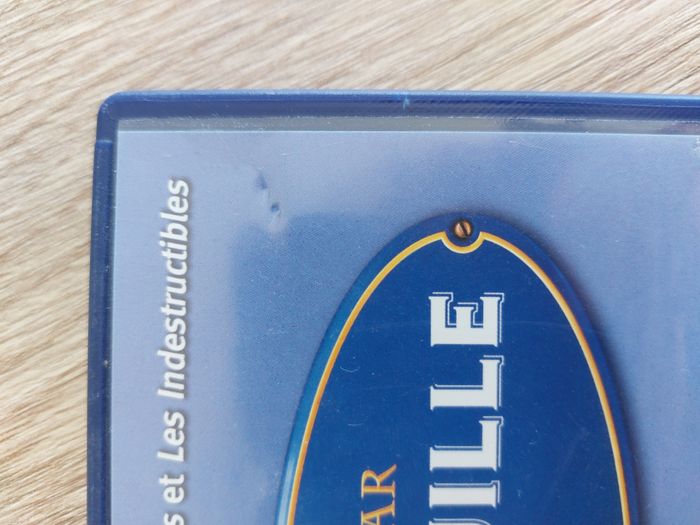 s et Les Indestructibles
AR
UILLE